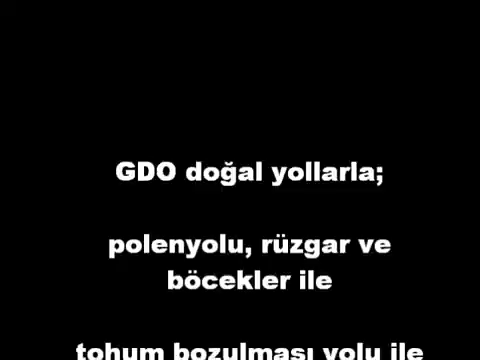 GDO doğal yollarla;
polenyolu, rüzgar ve
böcekler ile
tohum bozulması yolu ile